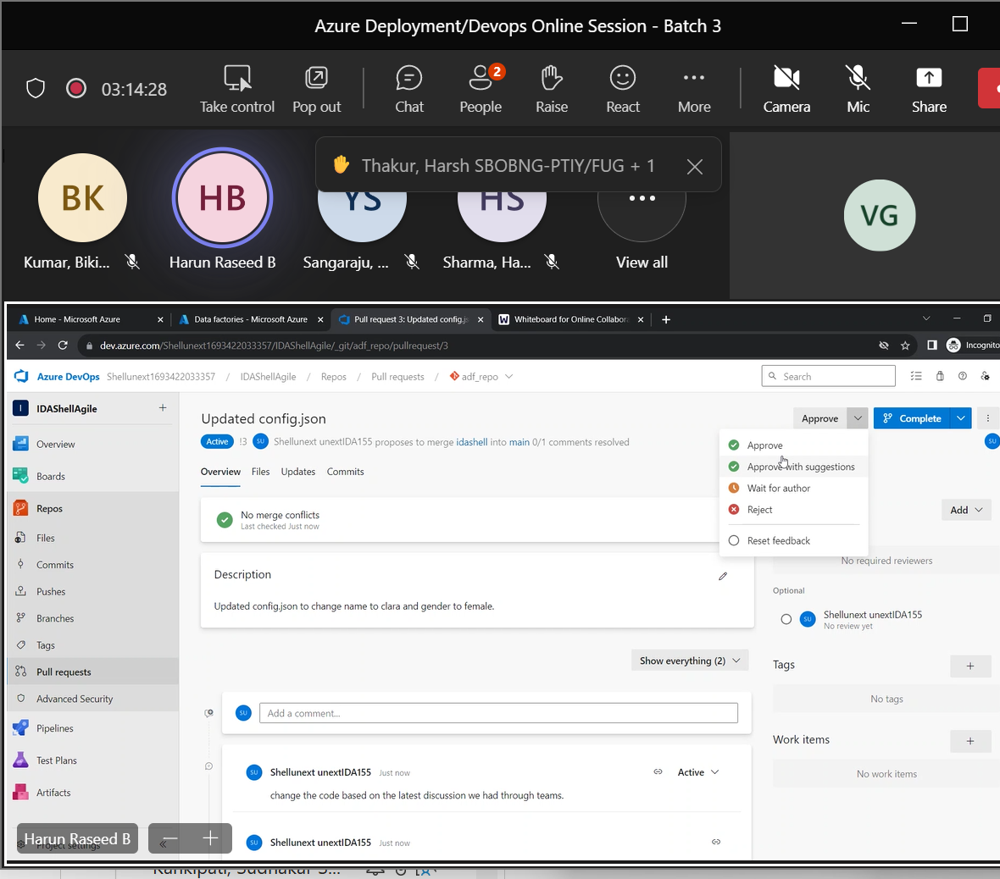 Azure Deployment/Devops Online Session - Batch 3
03:14:28
Take control
Pop out
Chat
2
People
Raise
React
More
Camera
Mic
Share
Thakur, Harsh SBOBNG-PTIY/FUG + 1
BK
HB
YS
HS
VG
Kumar, Biki...
Harun Raseed B
Sangaraju, ...
Sharma, Ha...
View all
Home - Microsoft Azure
Data factories - Microsoft Azure
Pull request 3: Updated config.js
Whiteboard for Online Collabora
dev.azure.com/Shellunext1693422033357/IDAShellAgile/_git/adf_repo/pullrequest/3
Incognito
Azure DevOps Shellunext1693422033357 / IDAShellAgile / Repos / Pull requests / adf_repo
Search
I IDAShellAgile +
Overview
Boards
Repos
Files
Commits
Pushes
Branches
Tags
Pull requests
Advanced Security
Pipelines
Test Plans
Artifacts
Project settings
Harun Raseed B
Updated config.json
Approve
Complete
Active !3 SU Shellunext unextIDA155 proposes to merge idashell into main 0/1 comments resolved
SU
Overview Files Updates Commits
Approve
Approve with suggestions
Wait for author
Reject
Reset feedback
No merge conflicts
Last checked Just now
Add
No required reviewers
Description
Updated config.json to change name to clara and gender to female.
Optional
SU Shellunext unextIDA155
No review yet
Show everything (2)
Tags
No tags
SU Add a comment...
Work items
No work items
SU Shellunext unextIDA155 Just now
Active
change the code based on the latest discussion we had through teams.
SU Shellunext unextIDA155 Just now